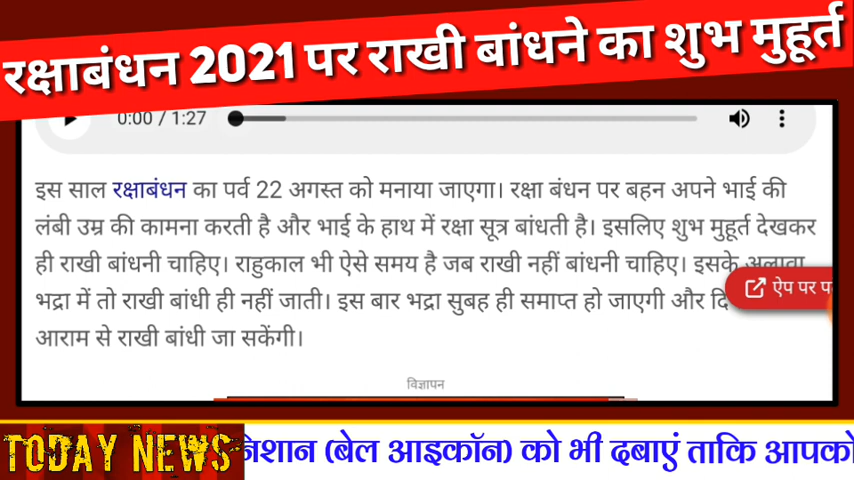 रक्षाबंधन 2021 पर राखी बांधने का शुभ मुहूर्त
0:00 / 1:27
इस साल रक्षाबंधन का पर्व 22 अगस्त को मनाया जाएगा। रक्षा बंधन पर बहन अपने भाई की
लंबी उम्र की कामना करती है और भाई के हाथ में रक्षा सूत्र बांधती है। इसलिए शुभ मुहूर्त देखकर
ही राखी बांधनी चाहिए। राहुकाल भी ऐसे समय है जब राखी नहीं बांधनी चाहिए। इसके अलावा
भद्रा में तो राखी बांधी ही नहीं जाती। इस बार भद्रा सुबह ही समाप्त हो जाएगी और
ऐप पर
आराम से राखी बांधी जा सकेंगी।
विज्ञापन
TODAY NEWS
निशान (बेल आइकॉन) को भी दबाएं ताकि आपको